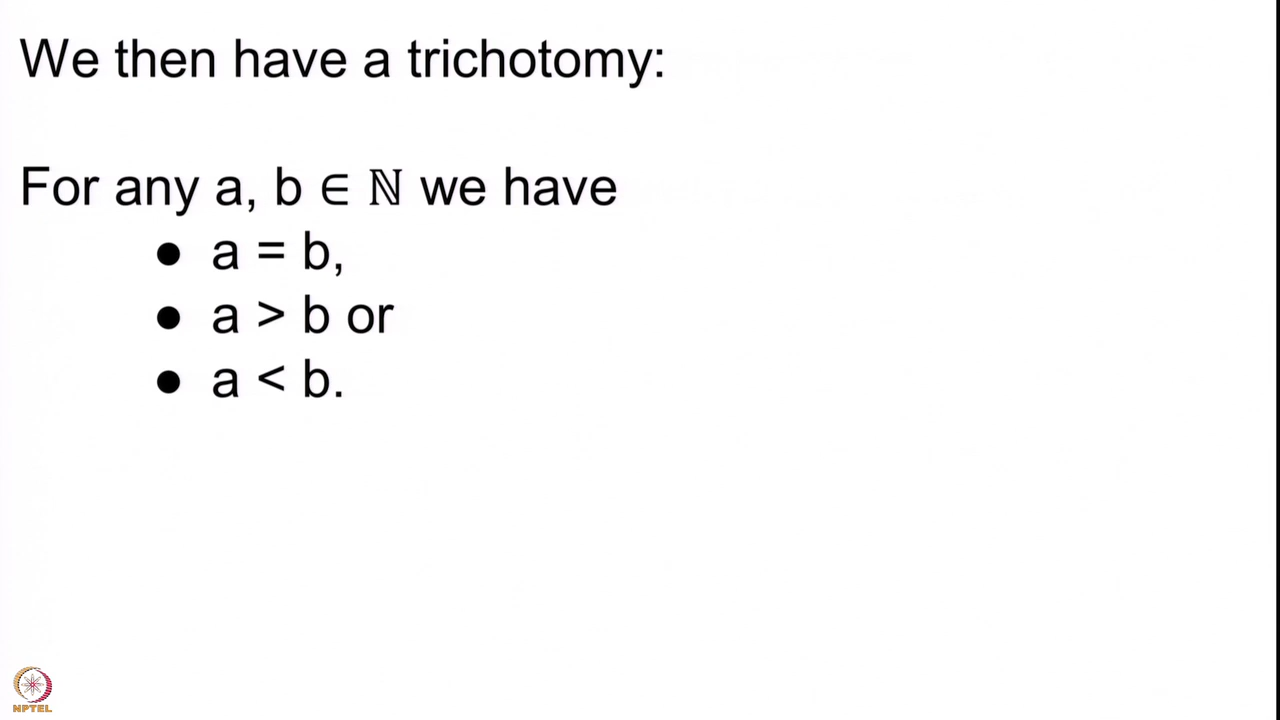 We then have a trichotomy:
For any a, b ∈ ℕ we have
● a = b,
● a > b or
● a < b.
NPTEL